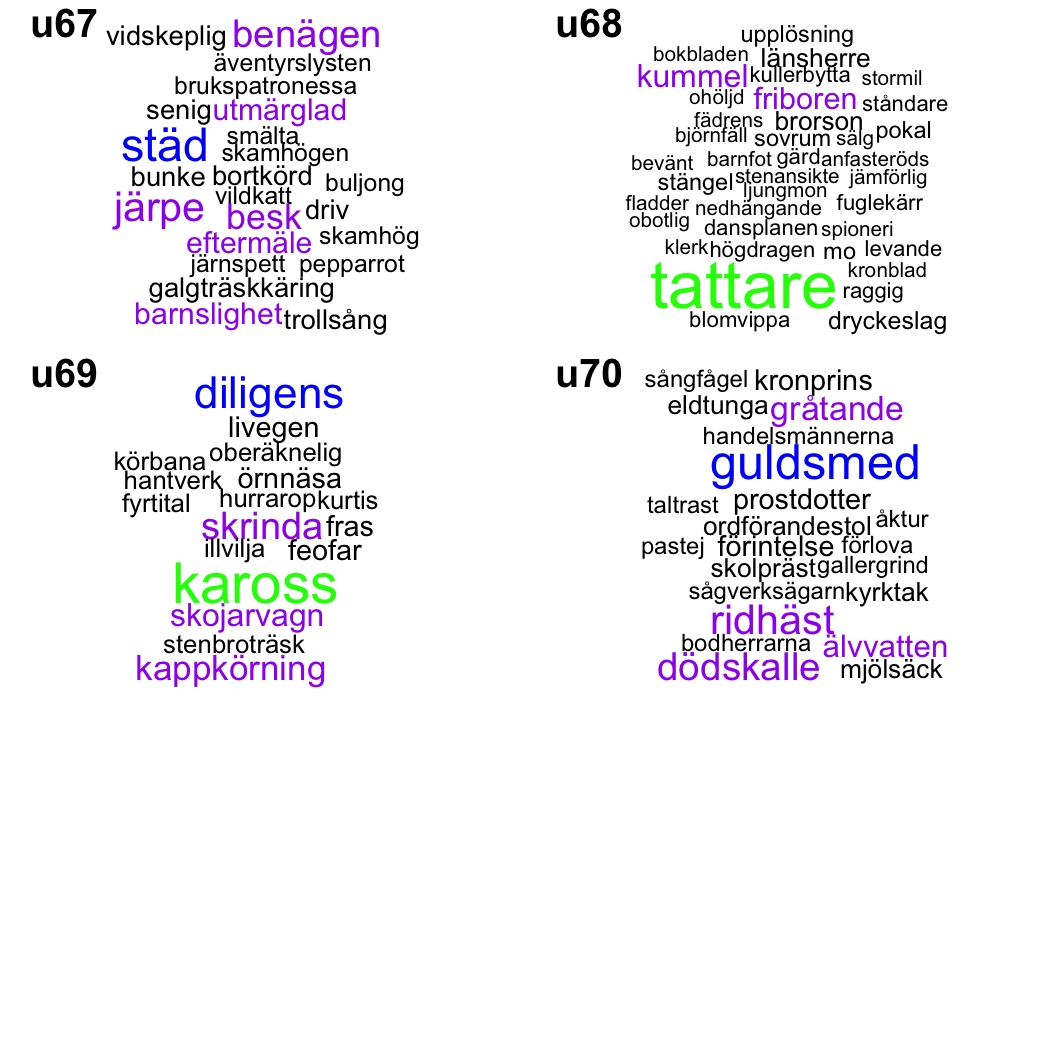 u67
vidskeplig benägen
äventyrslysten
brukspatronessa
senig utmärglad
städ smälta
skamhögen
bunke bortkörd buljong
vildkatt
järpe besk driv
eftermäle skamhög
järnspett pepparrot
galgträskkäring
barnslighet trollsång
u68
upplösning
bokbladen länsherre
kummel kullerbytta stormil
ohöljd friboren ståndare
fädrens brorson
björnfäll sovrum sälg pokal
bevänt barnfot gärd anfasteröds
stängel stenansikte jämförlig
ljungmon
fladder nedhängande fuglekärr
obotlig dansplanen spioneri
klerk högdragen mo levande
tattare kronblad
raggig
blomvippa dryckeslag
u69
diligens
livegen
körbana oberäknelig
hantverk örnnäsa
fyrtital hurrarop kurtis
skrinda fras
illvilja feofar
kaross
skojarvagn
stenbroträsk
kappkörning
u70
sångfågel kronprins
eldtunga gråtande
handelsmännerna
guldsmed
taltrast prostdotter
ordförandestol åktur
pastej förintelse förlova
skolpräst gallergrind
sågverksägarn kyrktak
ridhäst
bodherrarna älvvatten
dödskalle mjölsäck